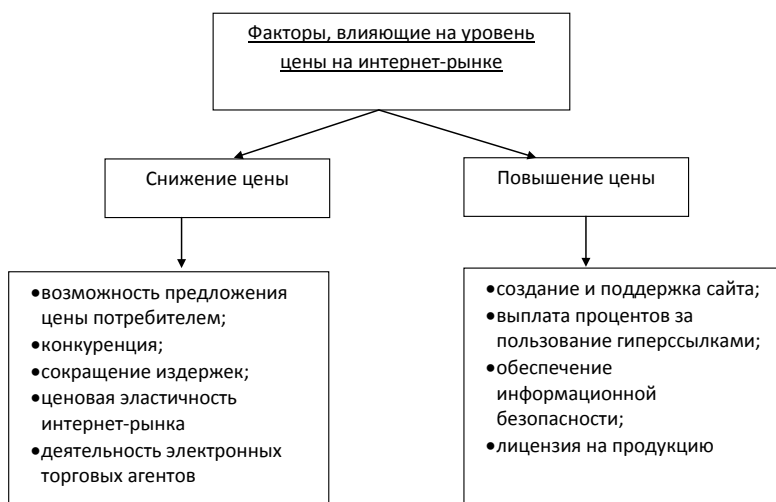 Факторы, влияющие на уровень
цены на интернет-рынке
Снижение цены
Повышение цены
•возможность предложения
цены потребителем;
•конкуренция;
•сокращение издержек;
•ценовая эластичность
интернет-рынка
•деятельность электронных
торговых агентов
•создание и поддержка сайта;
•выплата процентов за
пользование гиперссылками;
•обеспечение
информационной
безопасности;
•лицензия на продукцию